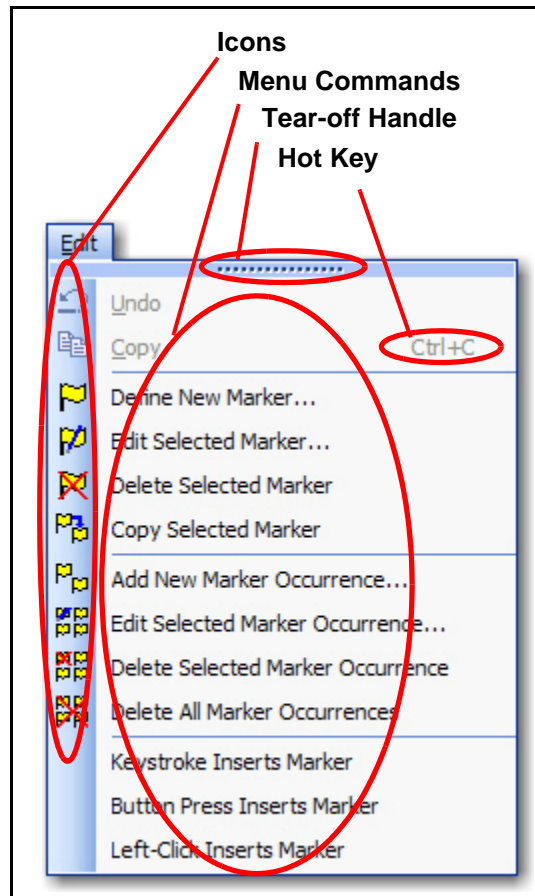 Icons
Menu Commands
Tear-off Handle
Hot Key
Edit
Undo
Copy Ctrl+C
Define New Marker...
Edit Selected Marker...
Delete Selected Marker
Copy Selected Marker
Add New Marker Occurrence...
Edit Selected Marker Occurrence...
Delete Selected Marker Occurrence
Delete All Marker Occurrences
Keystroke Inserts Marker
Button Press Inserts Marker
Left-Click Inserts Marker